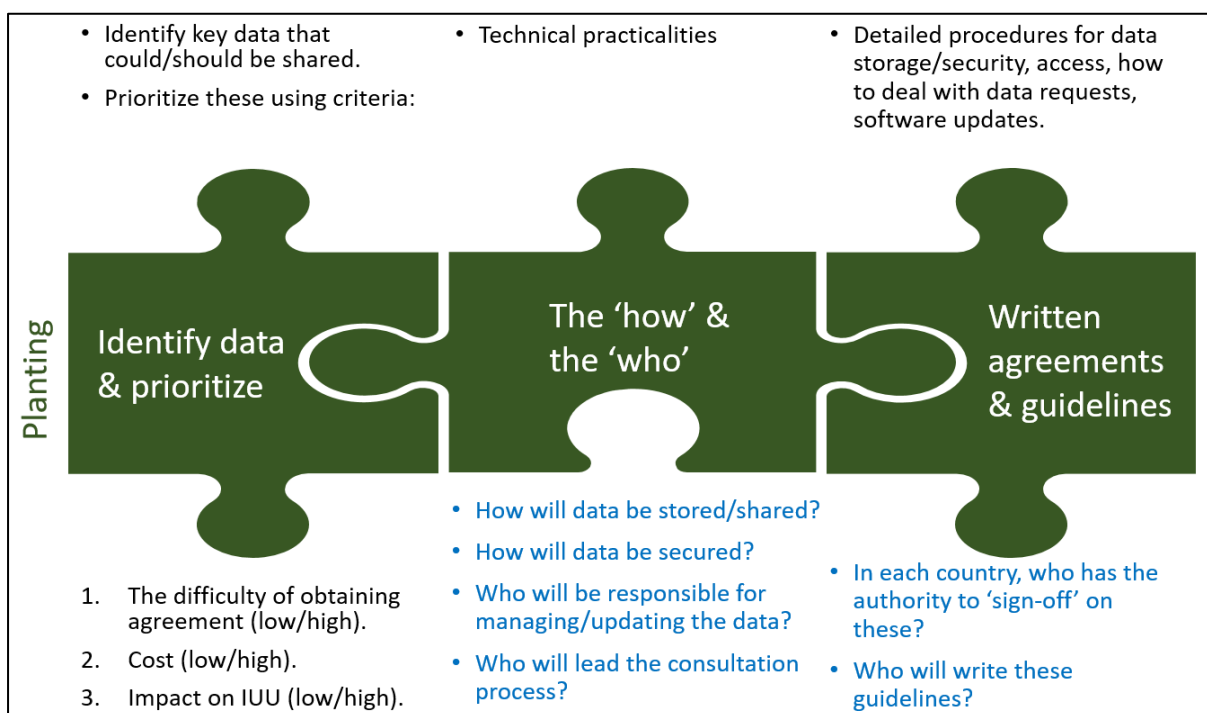 • Identify key data that
could/should be shared.
• Prioritize these using criteria:
• Technical practicalities
• Detailed procedures for data
storage/security, access, how
to deal with data requests,
software updates.
Planting
Identify data
& prioritize
The ‘how’ &
the ‘who’
Written
agreements
& guidelines
1. The difficulty of obtaining
agreement (low/high).
2. Cost (low/high).
3. Impact on IUU (low/high).
• How will data be stored/shared?
• How will data be secured?
• Who will be responsible for
managing/updating the data?
• Who will lead the consultation
process?
• In each country, who has the
authority to ‘sign-off’ on
these?
• Who will write these
guidelines?